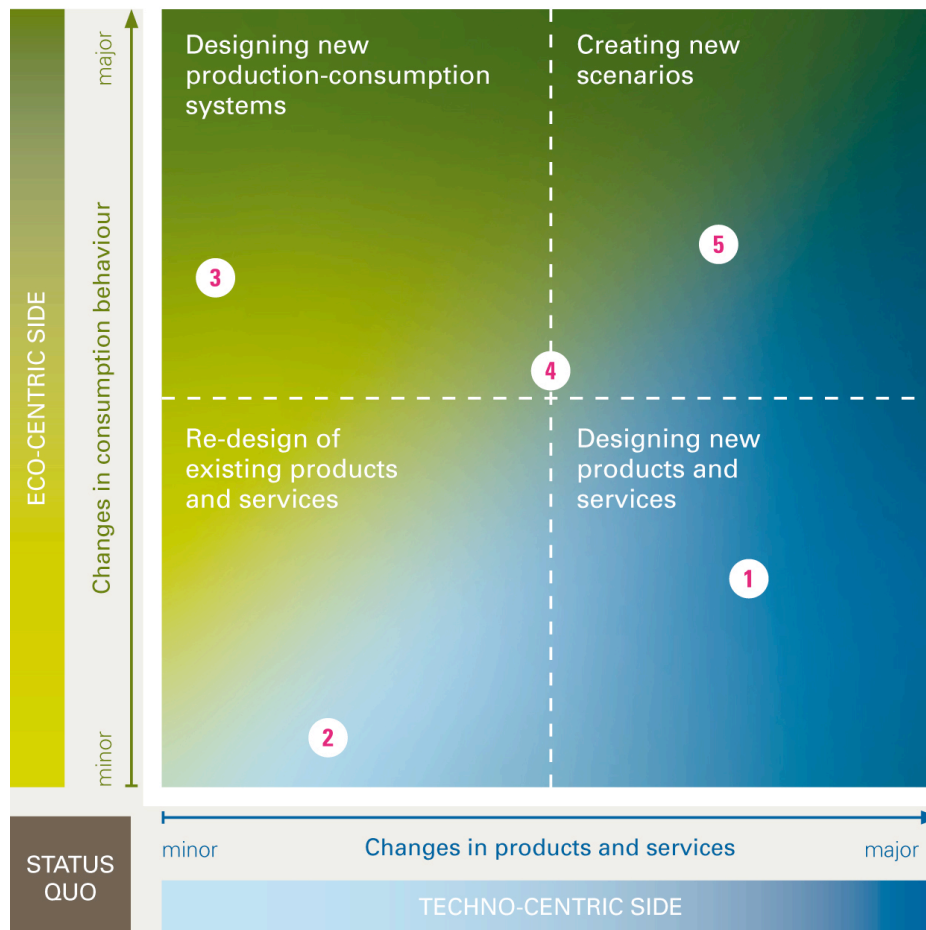 major
Changes in consumption behaviour
minor
ECO-CENTRIC SIDE
Designing new
production-consumption
systems
Creating new
scenarios
3
5
4
Re-design of
existing products
and services
Designing new
products and
services
1
2
STATUS
QUO
minor
Changes in products and services
major
TECHNO-CENTRIC SIDE